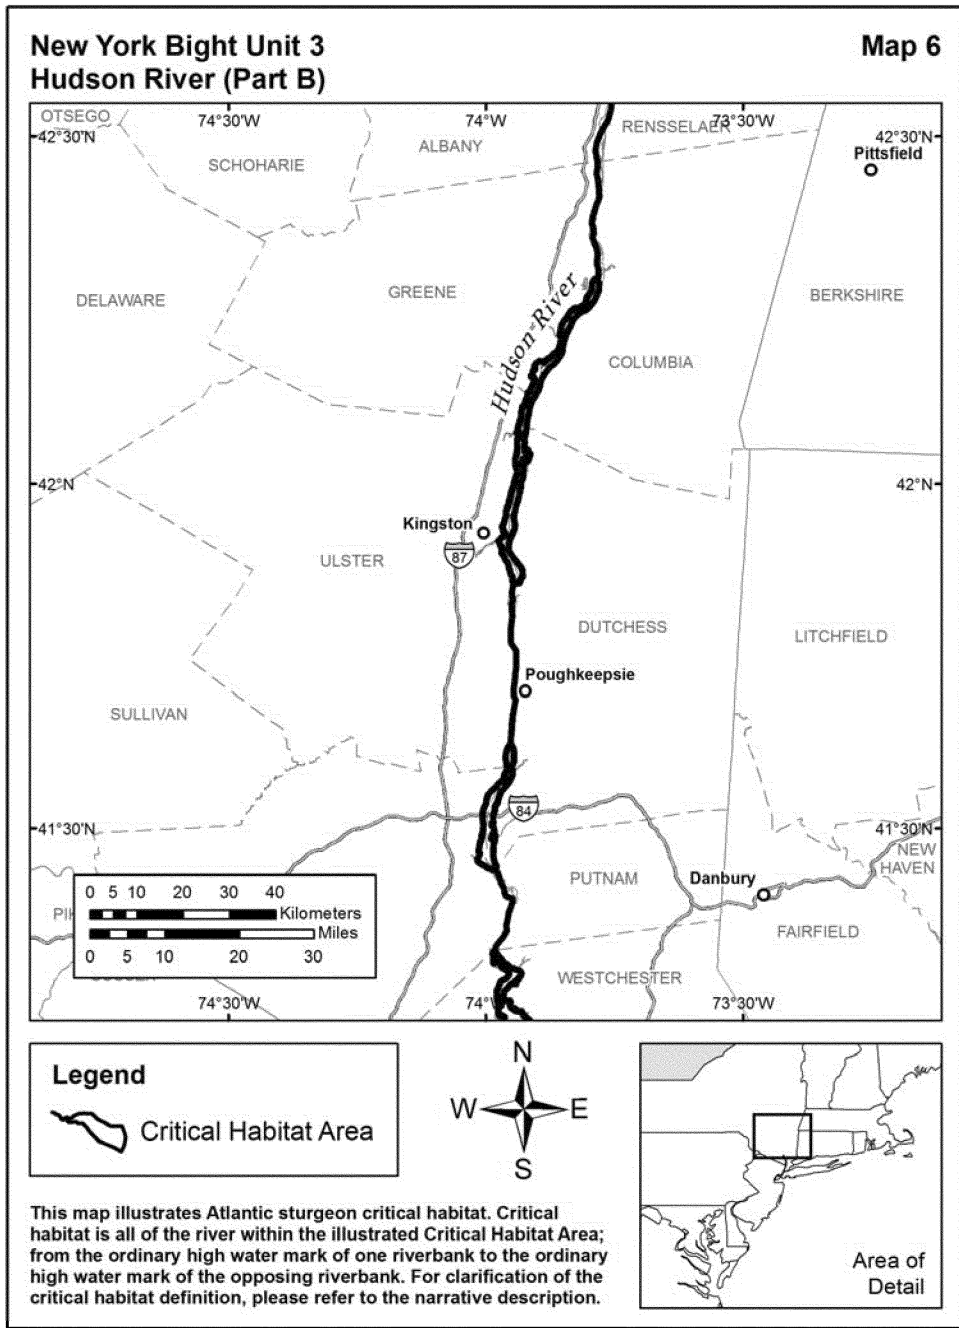 New York Bight Unit 3
Hudson River (Part B)
Map 6
74°30'W
74°W
73°30'W
OTSEGO
42°30'N
42°30'N
SCHOHARIE
ALBANY
RENSSELAER
Pittsfield
DELAWARE
GREENE
BERKSHIRE
Hudson River
COLUMBIA
42°N
42°N
Kingston
87
ULSTER
DUTCHESS
LITCHFIELD
Poughkeepsie
SULLIVAN
84
41°30'N
41°30'N
NEW
HAVEN
PUTNAM
Danbury
FAIRFIELD
WESTCHESTER
0 5 10 20 30 40
Kilometers
Miles
0 5 10 20 30
74°30'W
74°W
73°30'W
Legend
Critical Habitat Area
N
W E
S
Area of
Detail
This map illustrates Atlantic sturgeon critical habitat. Critical
habitat is all of the river within the illustrated Critical Habitat Area;
from the ordinary high water mark of one riverbank to the ordinary
high water mark of the opposing riverbank. For clarification of the
critical habitat definition, please refer to the narrative description.